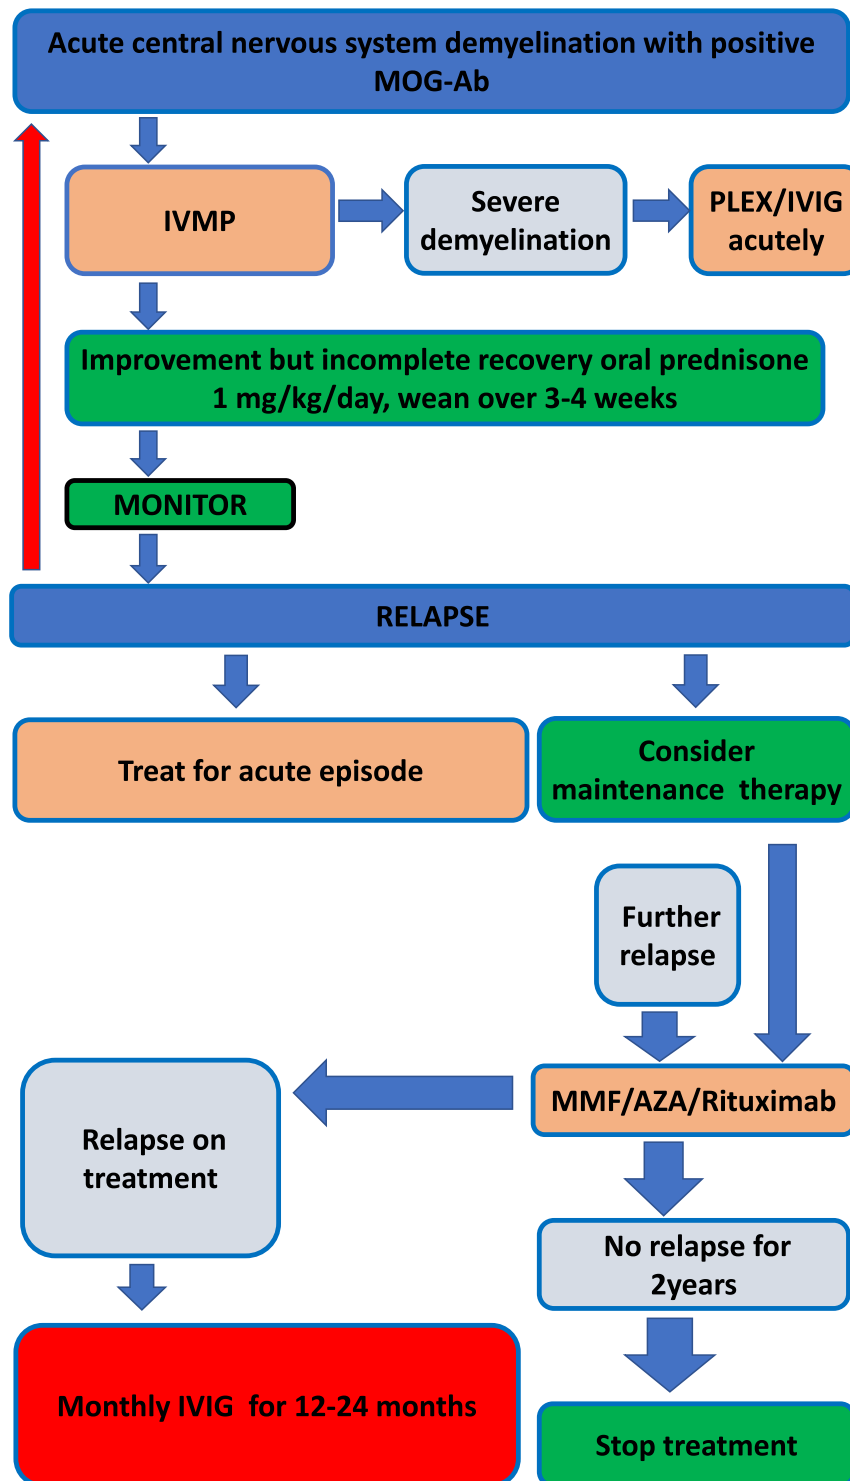 Acute central nervous system demyelination with positive
MOG-Ab
IVMP
Severe
demyelination
PLEX/IVIG
acutely
Improvement but incomplete recovery oral prednisone
1 mg/kg/day, wean over 3-4 weeks
MONITOR
RELAPSE
Treat for acute episode
Consider
maintenance therapy
Further
relapse
MMF/AZA/Rituximab
Relapse on
treatment
No relapse for
2years
Monthly IVIG for 12-24 months
Stop treatment